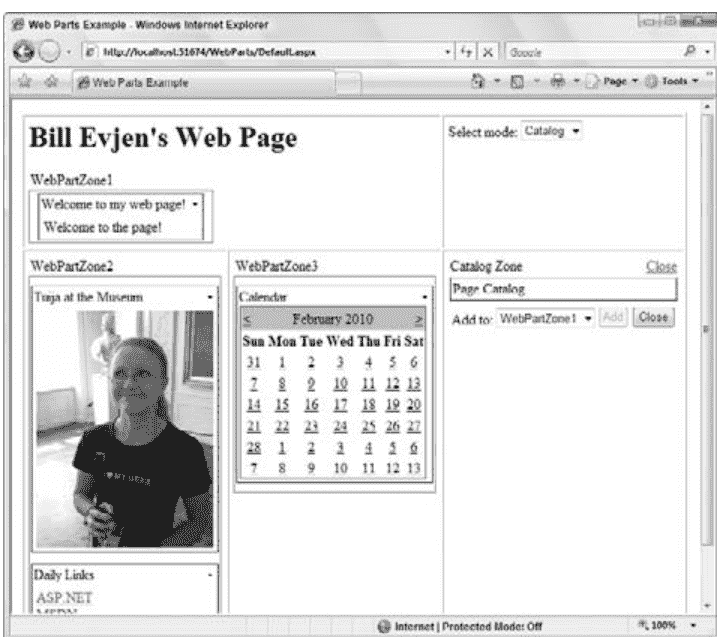 Web Parts Example - Windows Internet Explorer
http://localhost:51674/WebParts/Default.aspx
Google
Web Parts Example
Page
Tools
Bill Evjen's Web Page
Select mode: Catalog
WebPartZone1
Welcome to my web page!
Welcome to the page!
WebPartZone2
WebPartZone3
Catalog Zone
Close
Tuija at the Museum
Calendar
Page Catalog
< February 2010 >
Add to: WebPartZone1 Add Close
Sun Mon Tue Wed Thu Fri Sat
31 1 2 3 4 5 6
7 8 9 10 11 12 13
14 15 16 17 18 19 20
21 22 23 24 25 26 27
28 1 2 3 4 5 6
7 8 9 10 11 12 13
Daily Links
ASP.NET
MSDN
Internet | Protected Mode: Off
100%